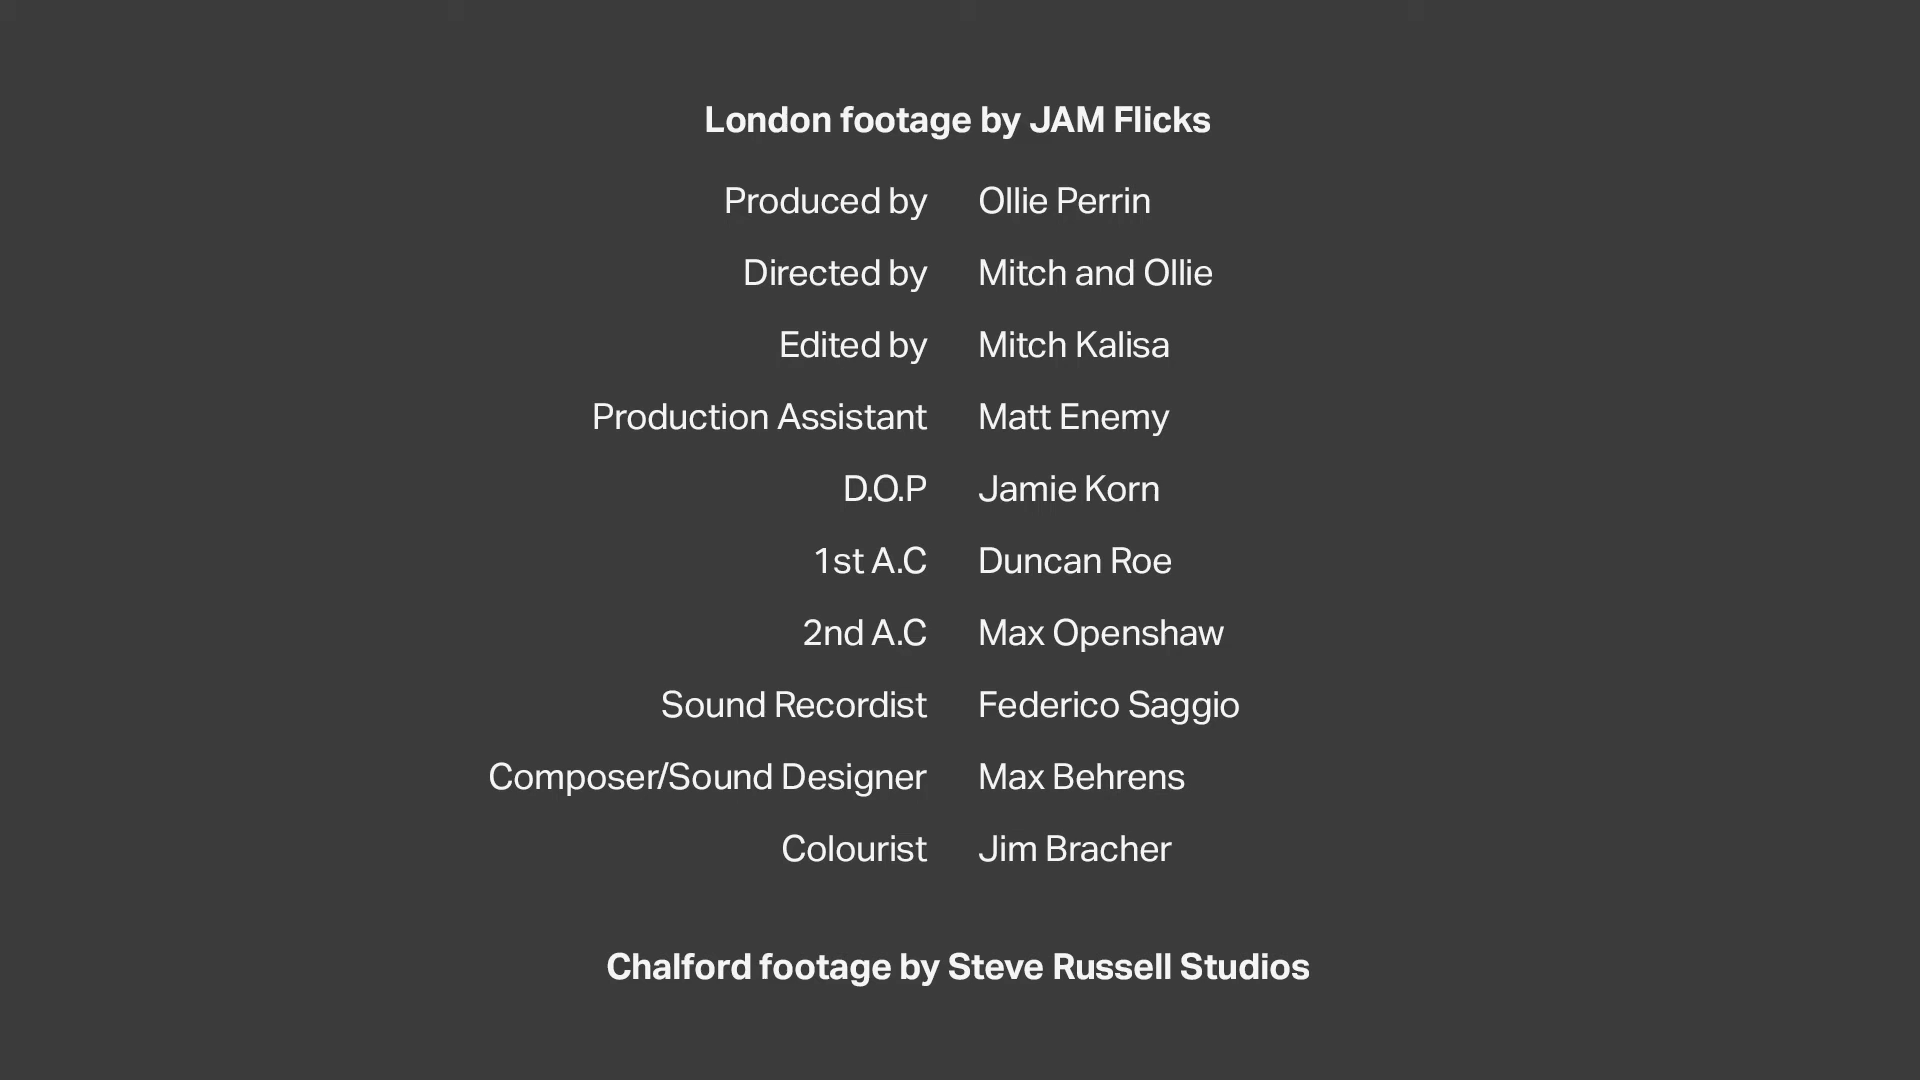 London footage by JAM Flicks
Produced by Ollie Perrin
Directed by Mitch and Ollie
Edited by Mitch Kalisa
Production Assistant Matt Enemy
D.O.P Jamie Korn
1st A.C Duncan Roe
2nd A.C Max Openshaw
Sound Recordist Federico Saggio
Composer/Sound Designer Max Behrens
Colourist Jim Bracher
Chalford footage by Steve Russell Studios